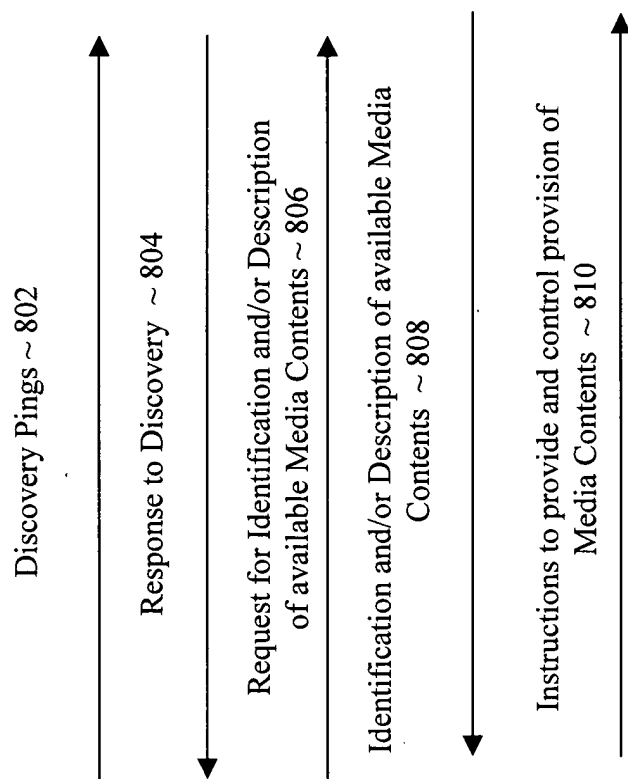 Discovery Pings ~ 802
Response to Discovery ~ 804
Request for Identification and/or Description
of available Media Contents ~ 806
Identification and/or Description of available Media
Contents ~ 808
Instructions to provide and control provision of
Media Contents ~ 810